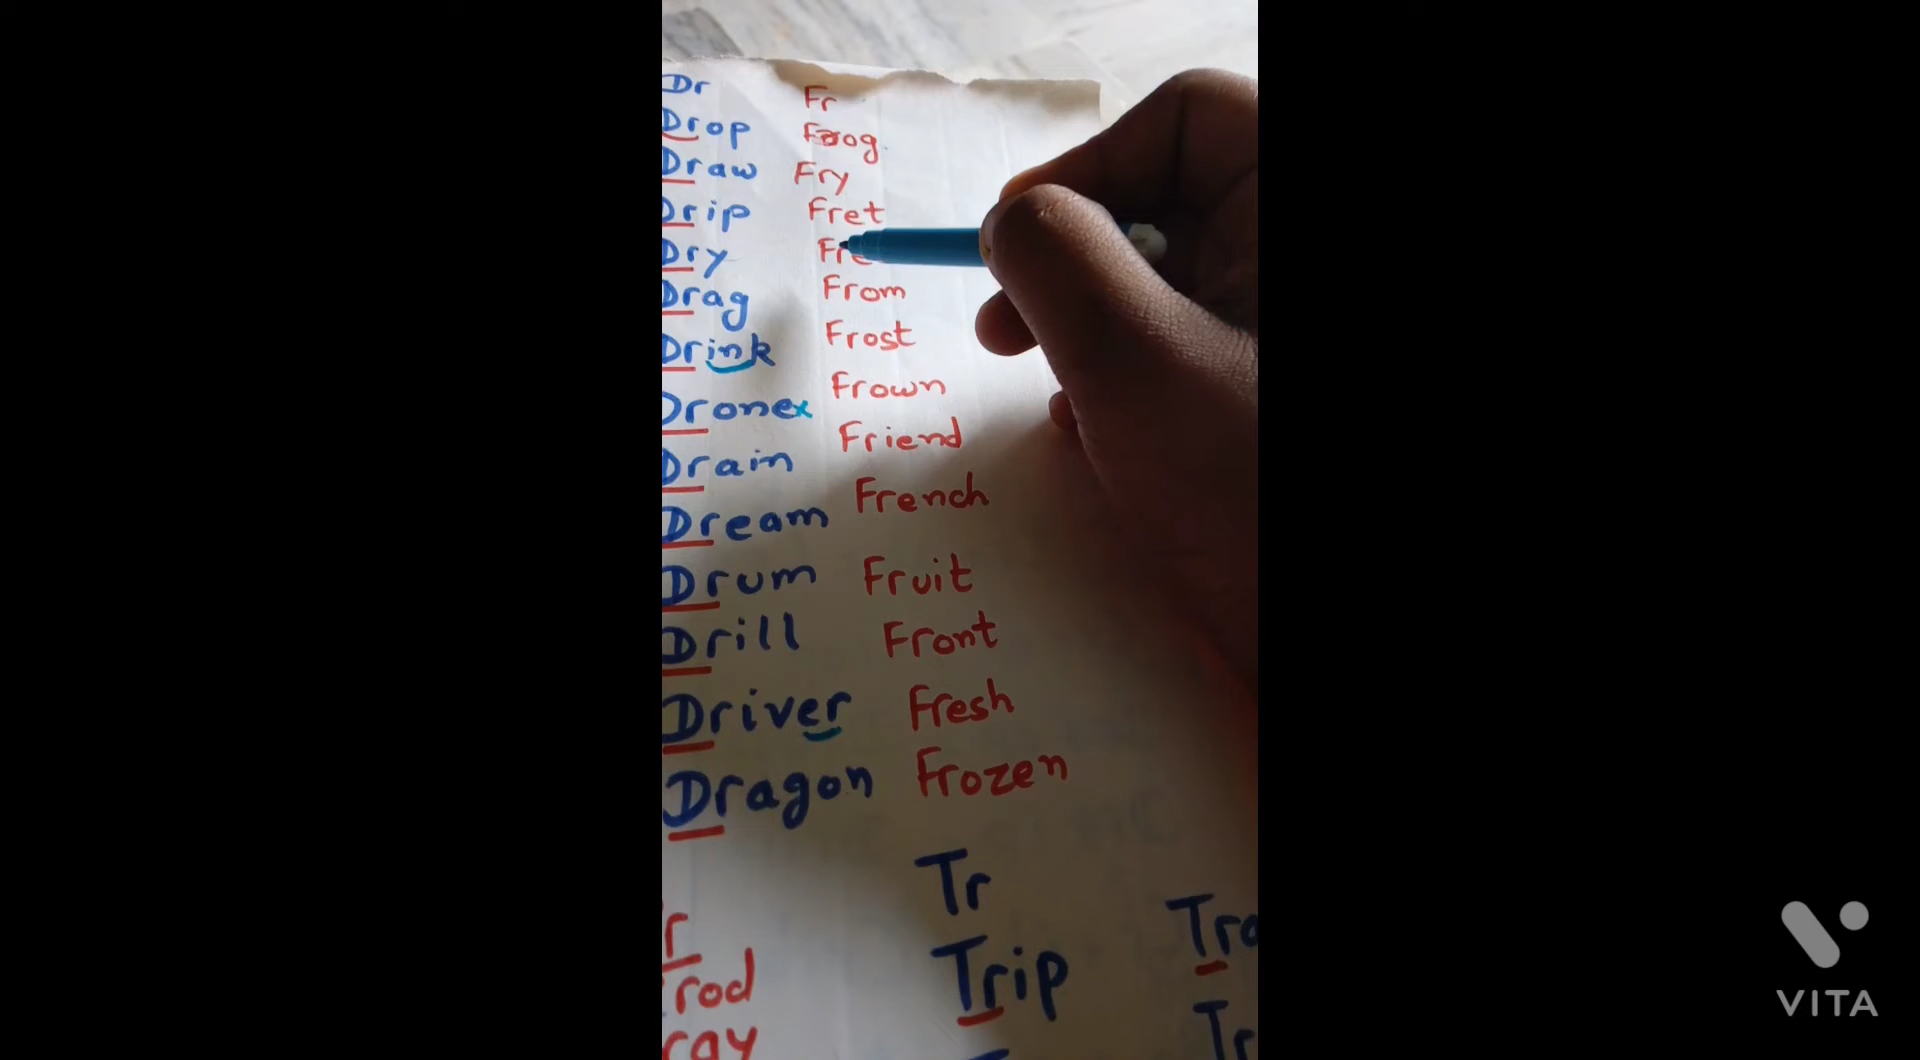 Dr
Drop
Draw
Drip
Dry
Drag
Drink
Drone
Drain
Dream
Drum
Drill
Driver
Dragon
Fr
Frog
Fry
Fret
From
Frost
Frown
Friend
French
Fruit
Front
Fresh
Frozen
Tr
Trip
VITA